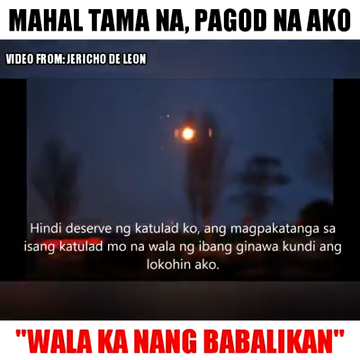 MAHAL TAMA NA, PAGOD NA AKO
VIDEO FROM: JERICHO DE LEON
Hindi deserve ng katulad ko, ang magpakatanga sa
isang katulad mo na wala ng ibang ginawa kundi ang
lokohin ako.
"WALA KA NANG BABALIKAN"